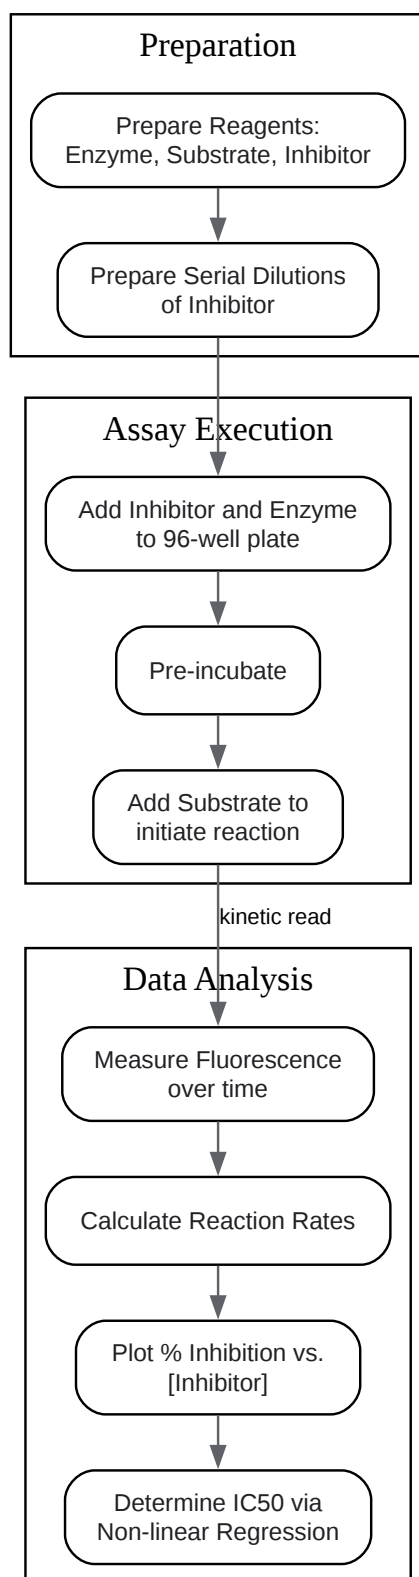 Preparation
Prepare Reagents:
Enzyme, Substrate, Inhibitor
Prepare Serial Dilutions
of Inhibitor
Assay Execution
Add Inhibitor and Enzyme
to 96-well plate
Pre-incubate
Add Substrate to
initiate reaction
kinetic read
Data Analysis
Measure Fluorescence
over time
Calculate Reaction Rates
Plot % Inhibition vs.
[Inhibitor]
Determine IC50 via
Non-linear Regression